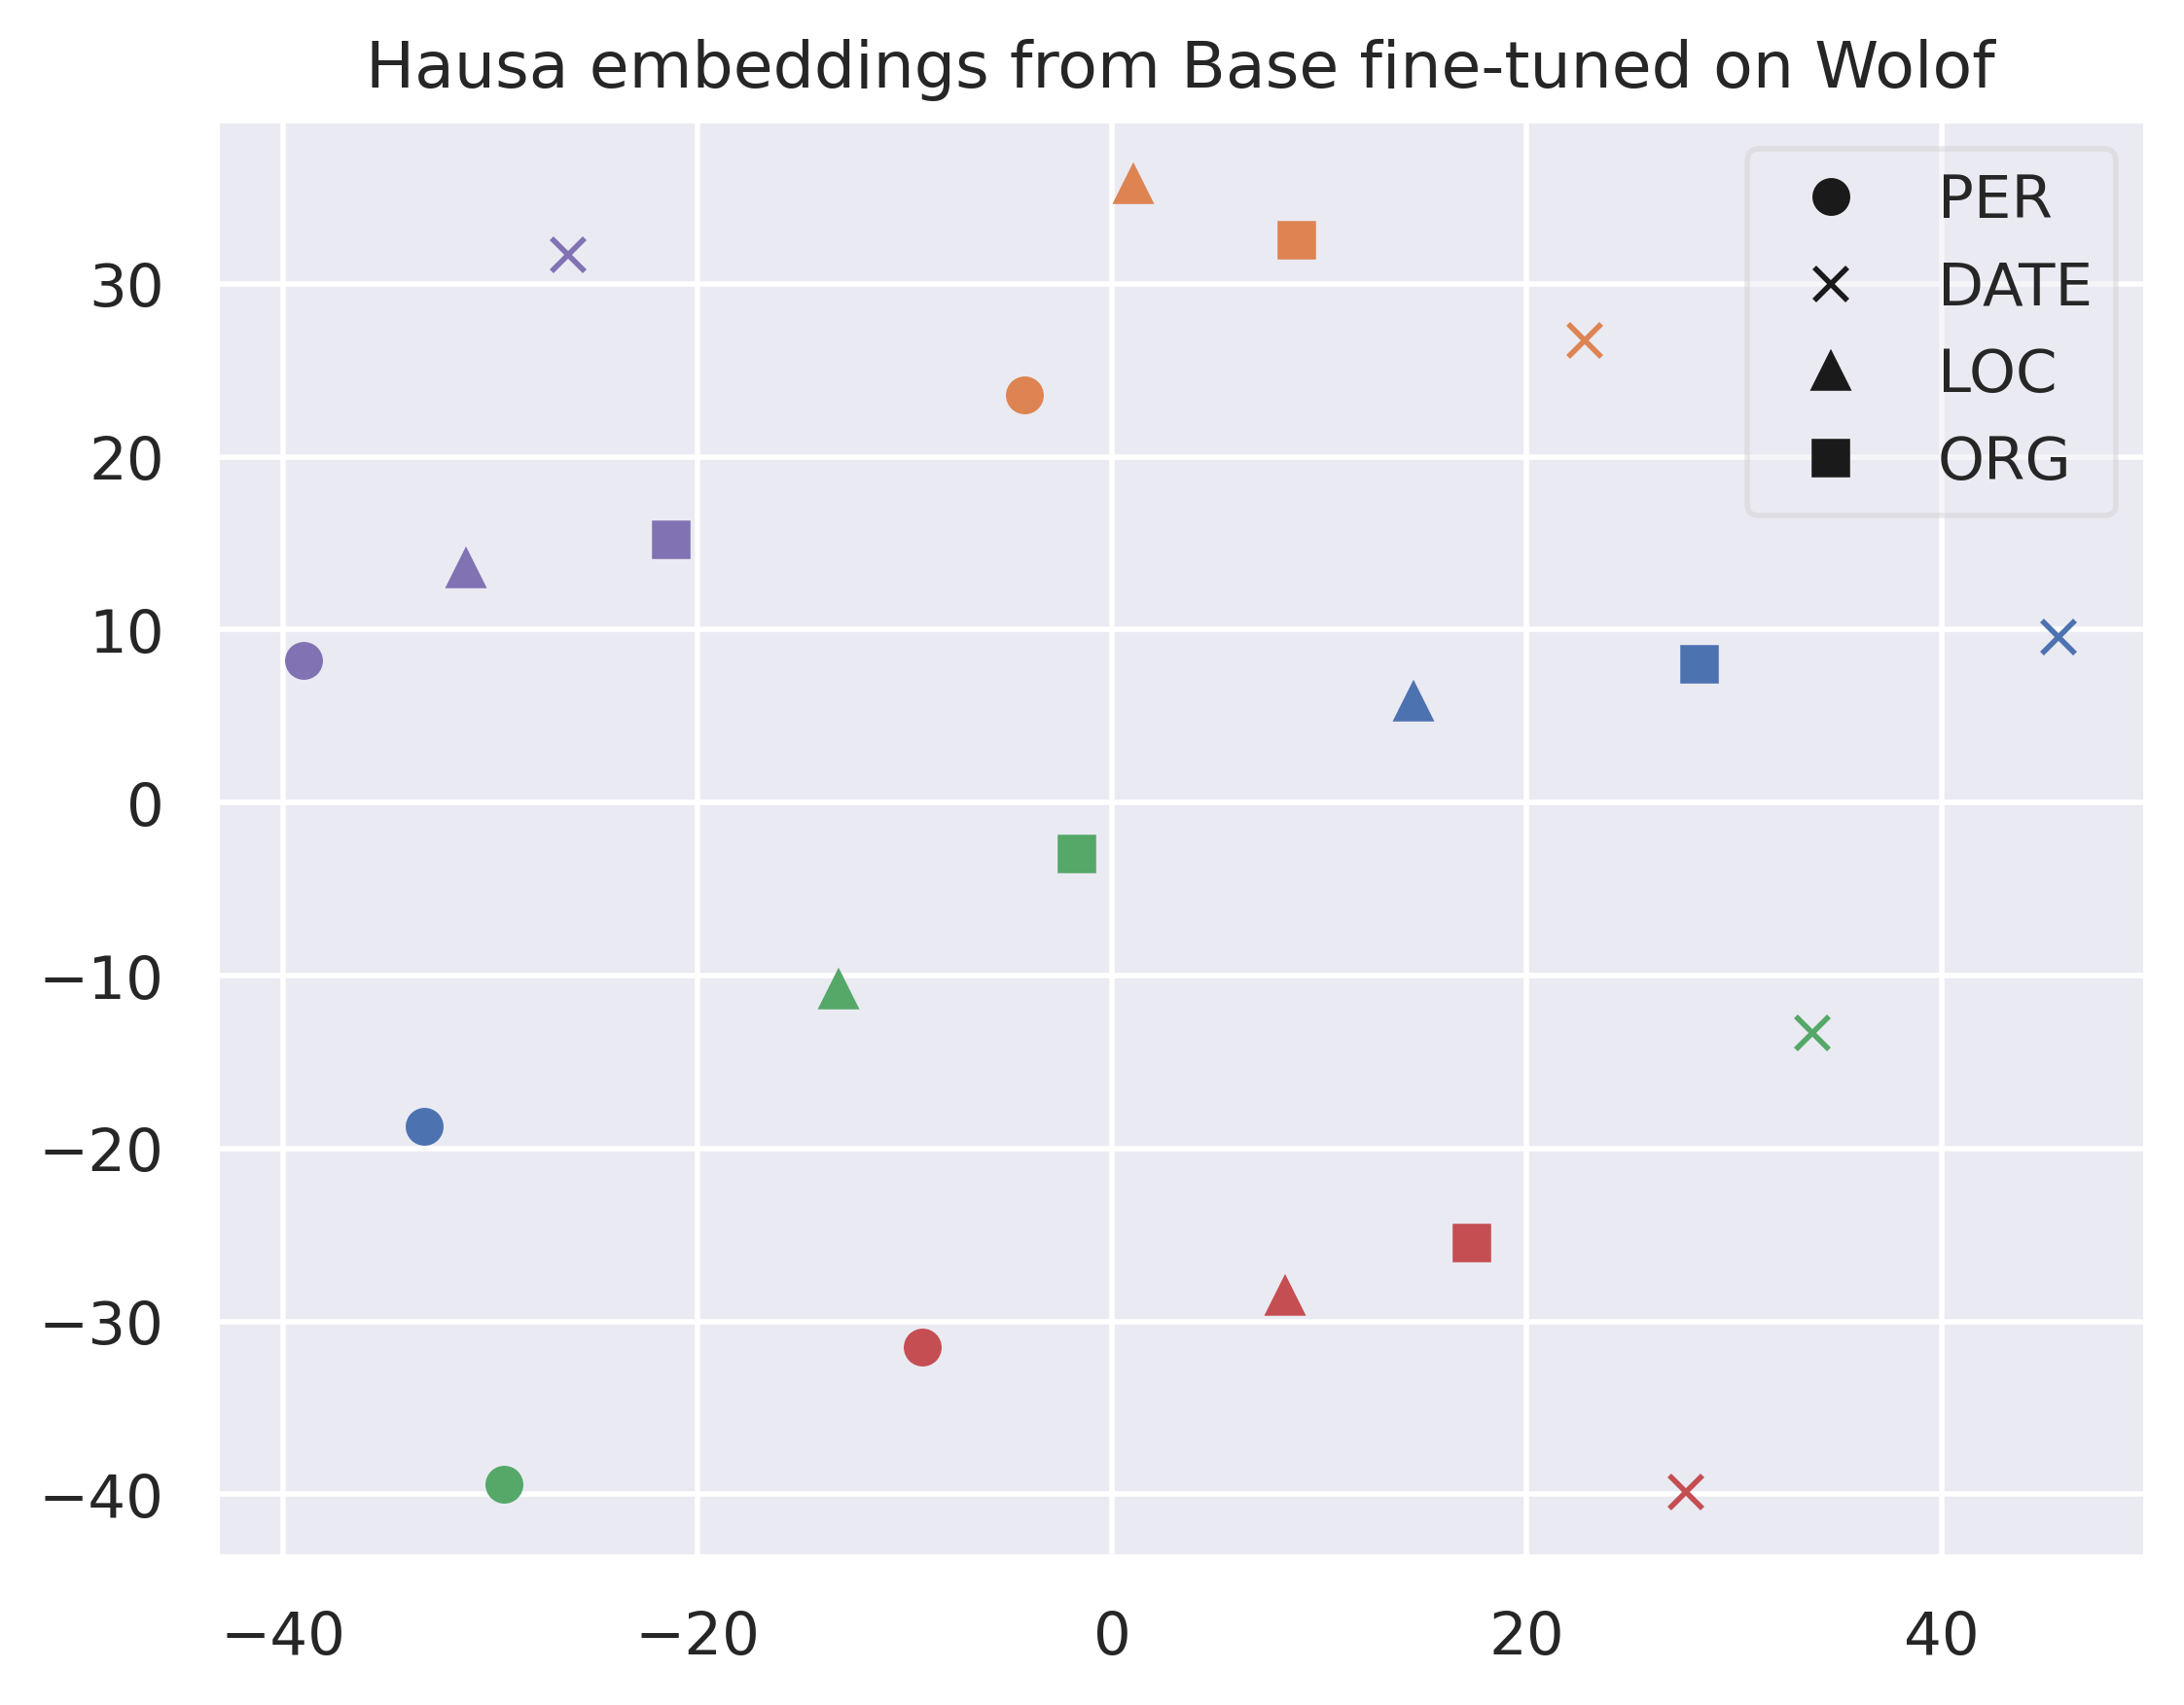 Hausa embeddings from Base fine-tuned on Wolof
PER
DATE
LOC
ORG
30
20
10
0
−10
−20
−30
−40
−40 −20 0 20 40